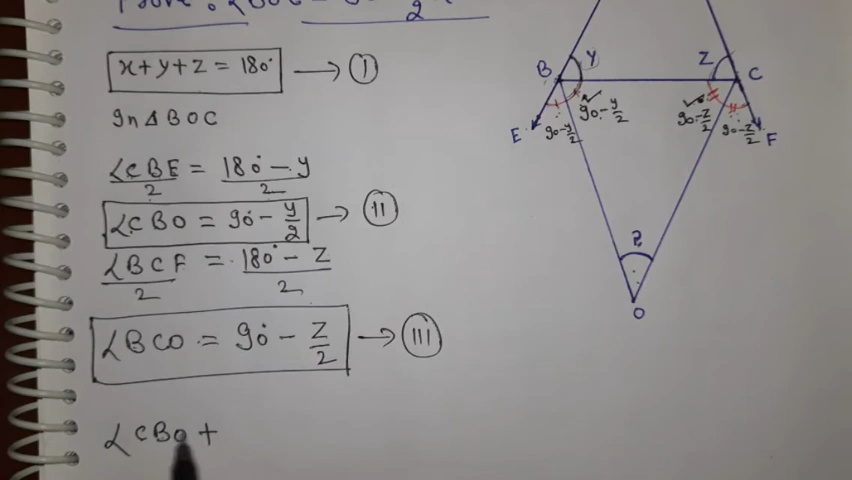 x+y+z = 180° → I
In △BOC
∠CBE/2 = 180°-y/2
∠CBO = 90° - y/2 → II
∠BCF/2 = 180° - z/2
∠BCO = 90° - z/2 → III
∠CBO +
B y z C
E 90-y/2 90-y/2 90-z/2 90-z/2 F
?
O